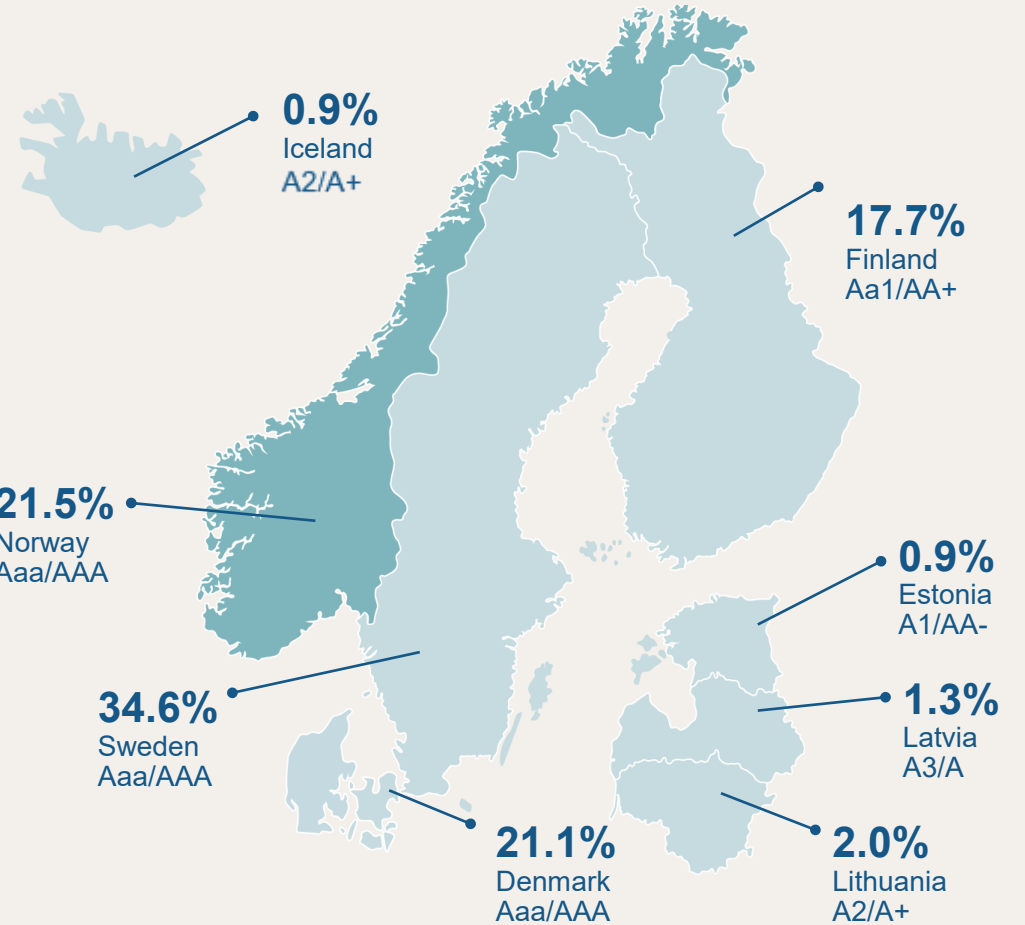 0.9%
Iceland
A2/A+
17.7%
Finland
Aa1/AA+
21.5%
Norway
Aaa/AAA
0.9%
Estonia
A1/AA-
34.6%
Sweden
Aaa/AAA
1.3%
Latvia
A3/A
21.1%
Denmark
Aaa/AAA
2.0%
Lithuania
A2/A+